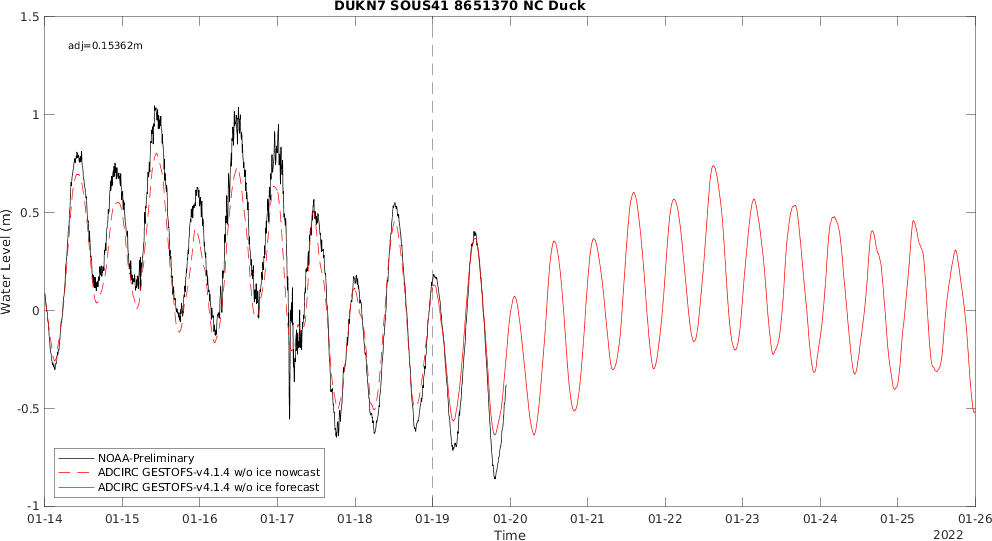 DUKN7 SOUS41 8651370 NC Duck
adj=0.15362m
Water Level (m)
1.5
1
0.5
0
-0.5
-1
NOAA-Preliminary
ADCIRC GESTOFS-v4.1.4 w/o ice nowcast
ADCIRC GESTOFS-v4.1.4 w/o ice forecast
01-14 01-15 01-16 01-17 01-18 01-19 01-20 01-21 01-22 01-23 01-24 01-25 01-26
Time
2022